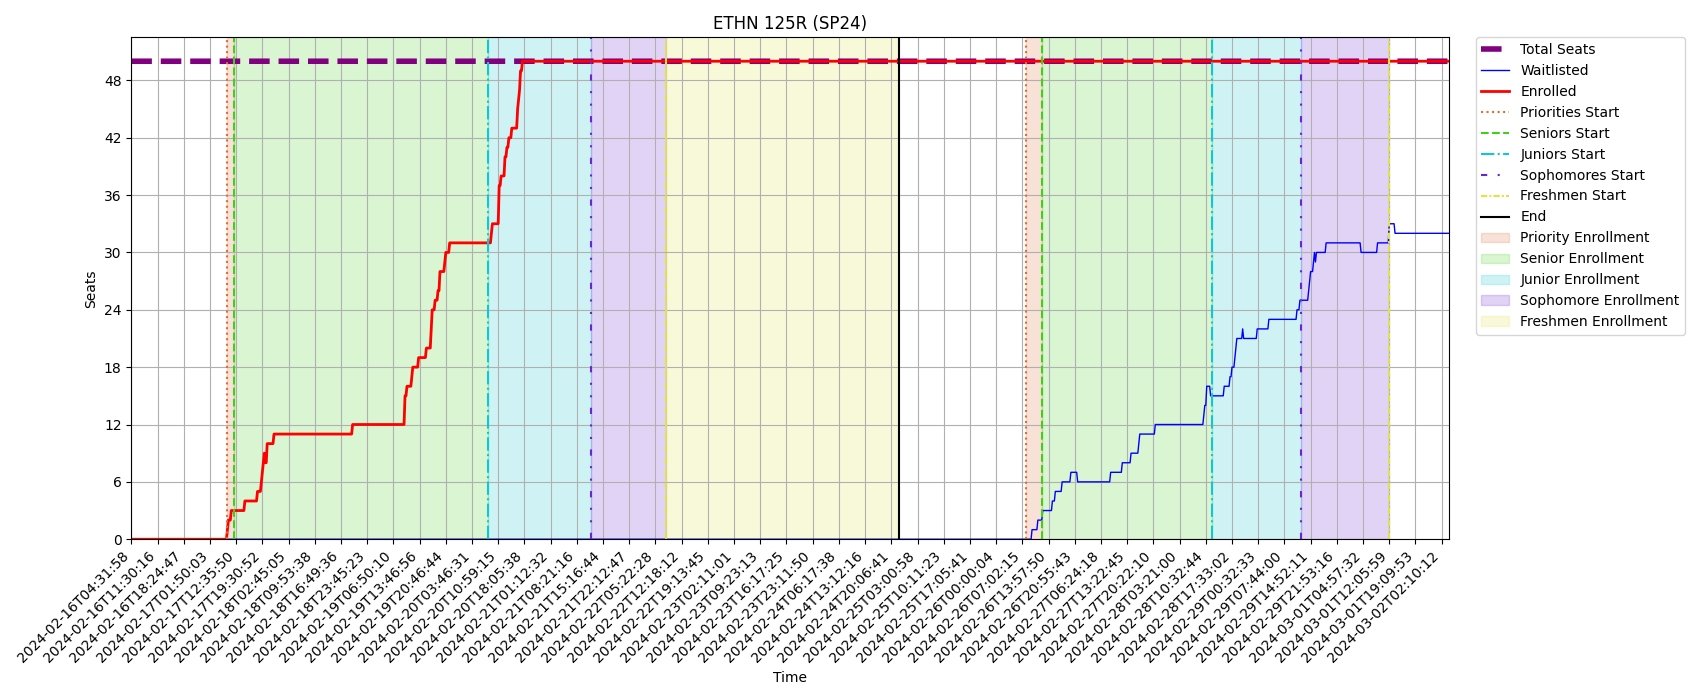 ETHN 125R (SP24)
Total Seats
Waitlisted
Enrolled
Priorities Start
Seniors Start
Juniors Start
Sophomores Start
Freshmen Start
End
Priority Enrollment
Senior Enrollment
Junior Enrollment
Sophomore Enrollment
Freshmen Enrollment
Seats
48
42
36
30
24
18
12
6
0
2024-02-16T04:31:58
2024-02-16T11:30:16
2024-02-16T18:24:47
2024-02-17T01:50:03
2024-02-17T12:35:50
2024-02-17T19:30:52
2024-02-18T02:45:05
2024-02-18T09:53:38
2024-02-18T16:49:36
2024-02-18T23:45:23
2024-02-19T06:50:10
2024-02-19T13:46:56
2024-02-19T20:46:44
2024-02-20T03:46:31
2024-02-20T10:59:15
2024-02-20T18:05:38
2024-02-21T01:12:32
2024-02-21T08:21:16
2024-02-21T15:16:44
2024-02-21T22:12:47
2024-02-22T05:22:28
2024-02-22T12:18:12
2024-02-22T19:13:45
2024-02-23T02:11:01
2024-02-23T09:23:13
2024-02-23T16:17:25
2024-02-23T23:11:50
2024-02-24T06:17:38
2024-02-24T13:12:16
2024-02-24T20:06:41
2024-02-25T03:00:58
2024-02-25T10:11:23
2024-02-25T17:05:41
2024-02-26T00:00:04
2024-02-26T07:02:15
2024-02-26T13:57:50
2024-02-26T20:55:43
2024-02-27T06:24:18
2024-02-27T13:22:45
2024-02-27T20:22:10
2024-02-28T03:21:00
2024-02-28T10:32:44
2024-02-28T17:33:02
2024-02-29T00:32:33
2024-02-29T07:44:00
2024-02-29T14:52:11
2024-02-29T21:53:16
2024-03-01T04:57:32
2024-03-01T12:05:59
2024-03-01T19:09:53
2024-03-02T02:10:12
Time